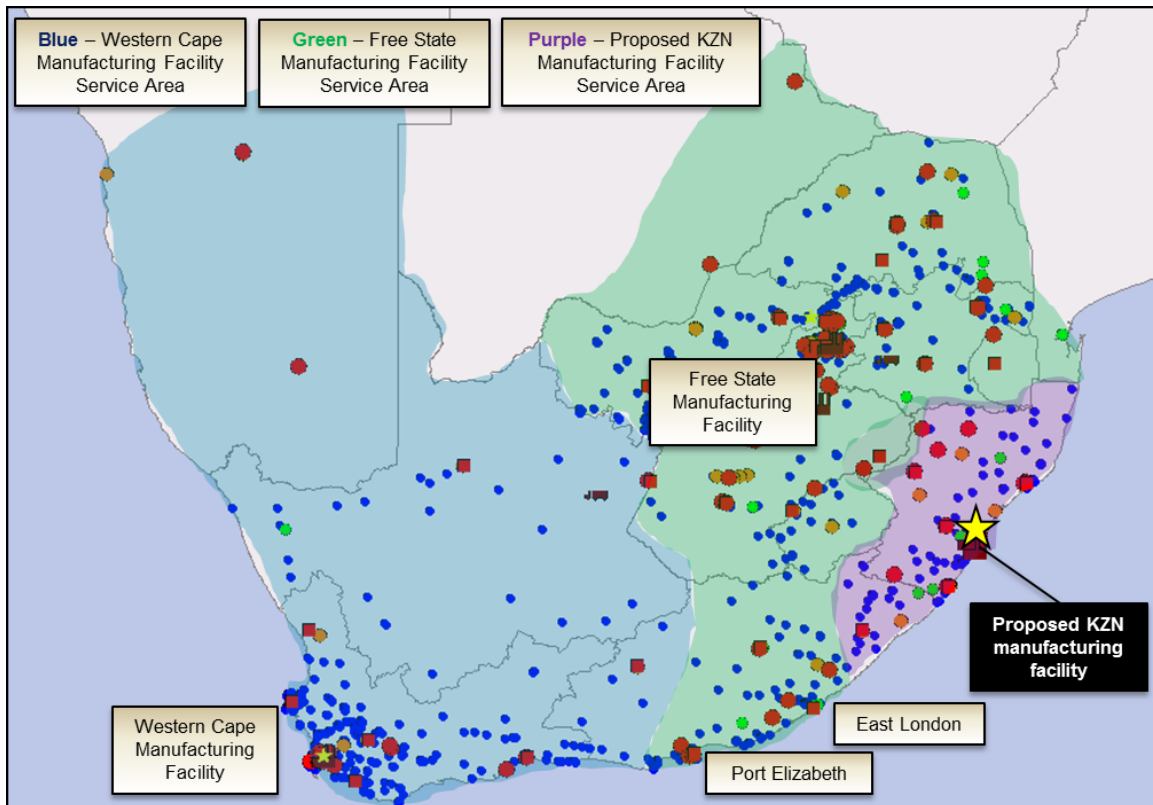 Blue – Western Cape
Manufacturing Facility
Service Area
Green – Free State
Manufacturing Facility
Service Area
Purple – Proposed KZN
Manufacturing Facility
Service Area
Free State
Manufacturing
Facility
Proposed KZN
manufacturing
facility
Western Cape
Manufacturing
Facility
East London
Port Elizabeth